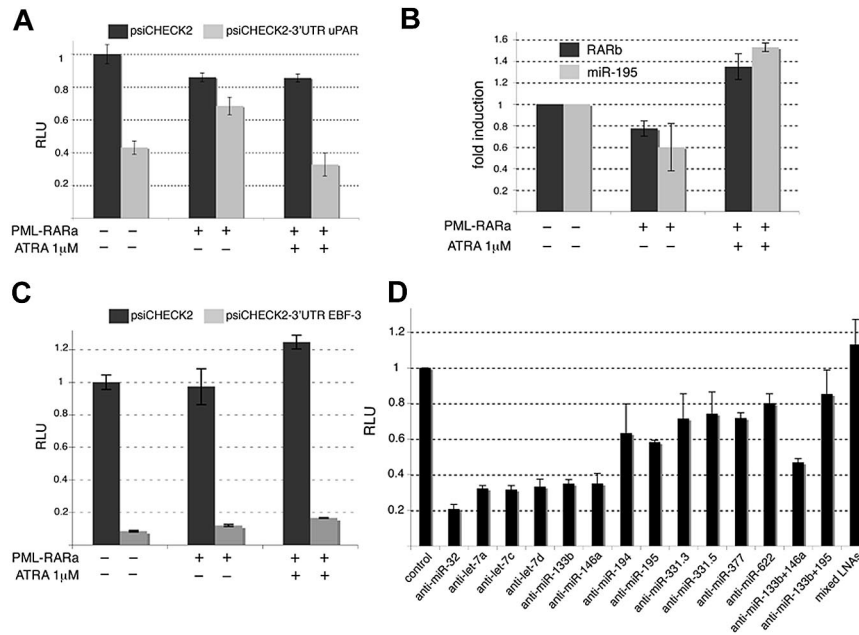 A
psiCHECK2
psiCHECK2-3'UTR uPAR
1
0.8
0.6
0.4
0.2
RLU
PML-RARa − − + + + +
ATRA 1µM − − − − + +
B
RARb
miR-195
1.6
1.4
1.2
1
0.8
0.6
0.4
0.2
fold induction
PML-RARa − − + + + +
ATRA 1µM − − − − + +
C
psiCHECK2
psiCHECK2-3'UTR EBF-3
1.2
1
0.8
0.6
0.4
0.2
RLU
PML-RARa − − + + + +
ATRA 1µM − − − − + +
D
1.2
1
0.8
0.6
0.4
0.2
RLU
control
anti-miR-32
anti-let-7a
anti-let-7c
anti-let-7d
anti-miR-133b
anti-miR-146a
anti-miR-194
anti-miR-195
anti-miR-331.3
anti-miR-331.5
anti-miR-377
anti-miR-622
anti-miR-133b+146a
anti-miR-133b+195
mixed LNAs